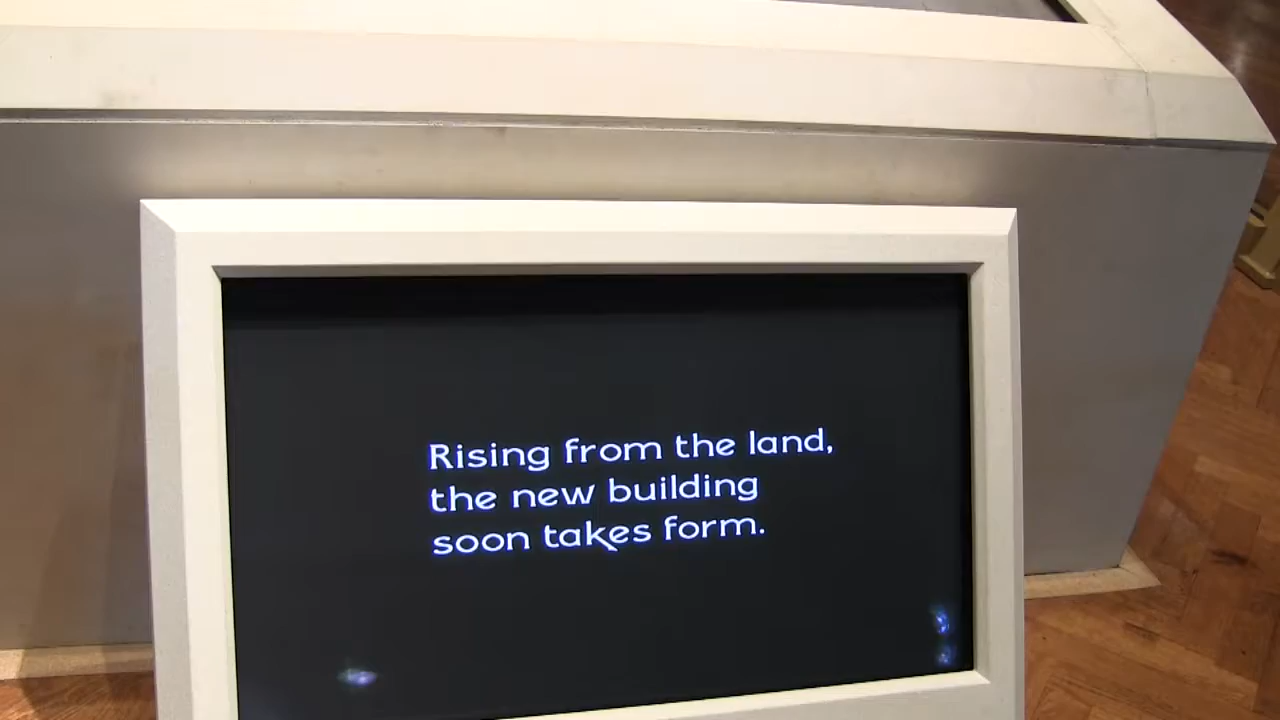 Rising from the land,
the new building
soon takes form.